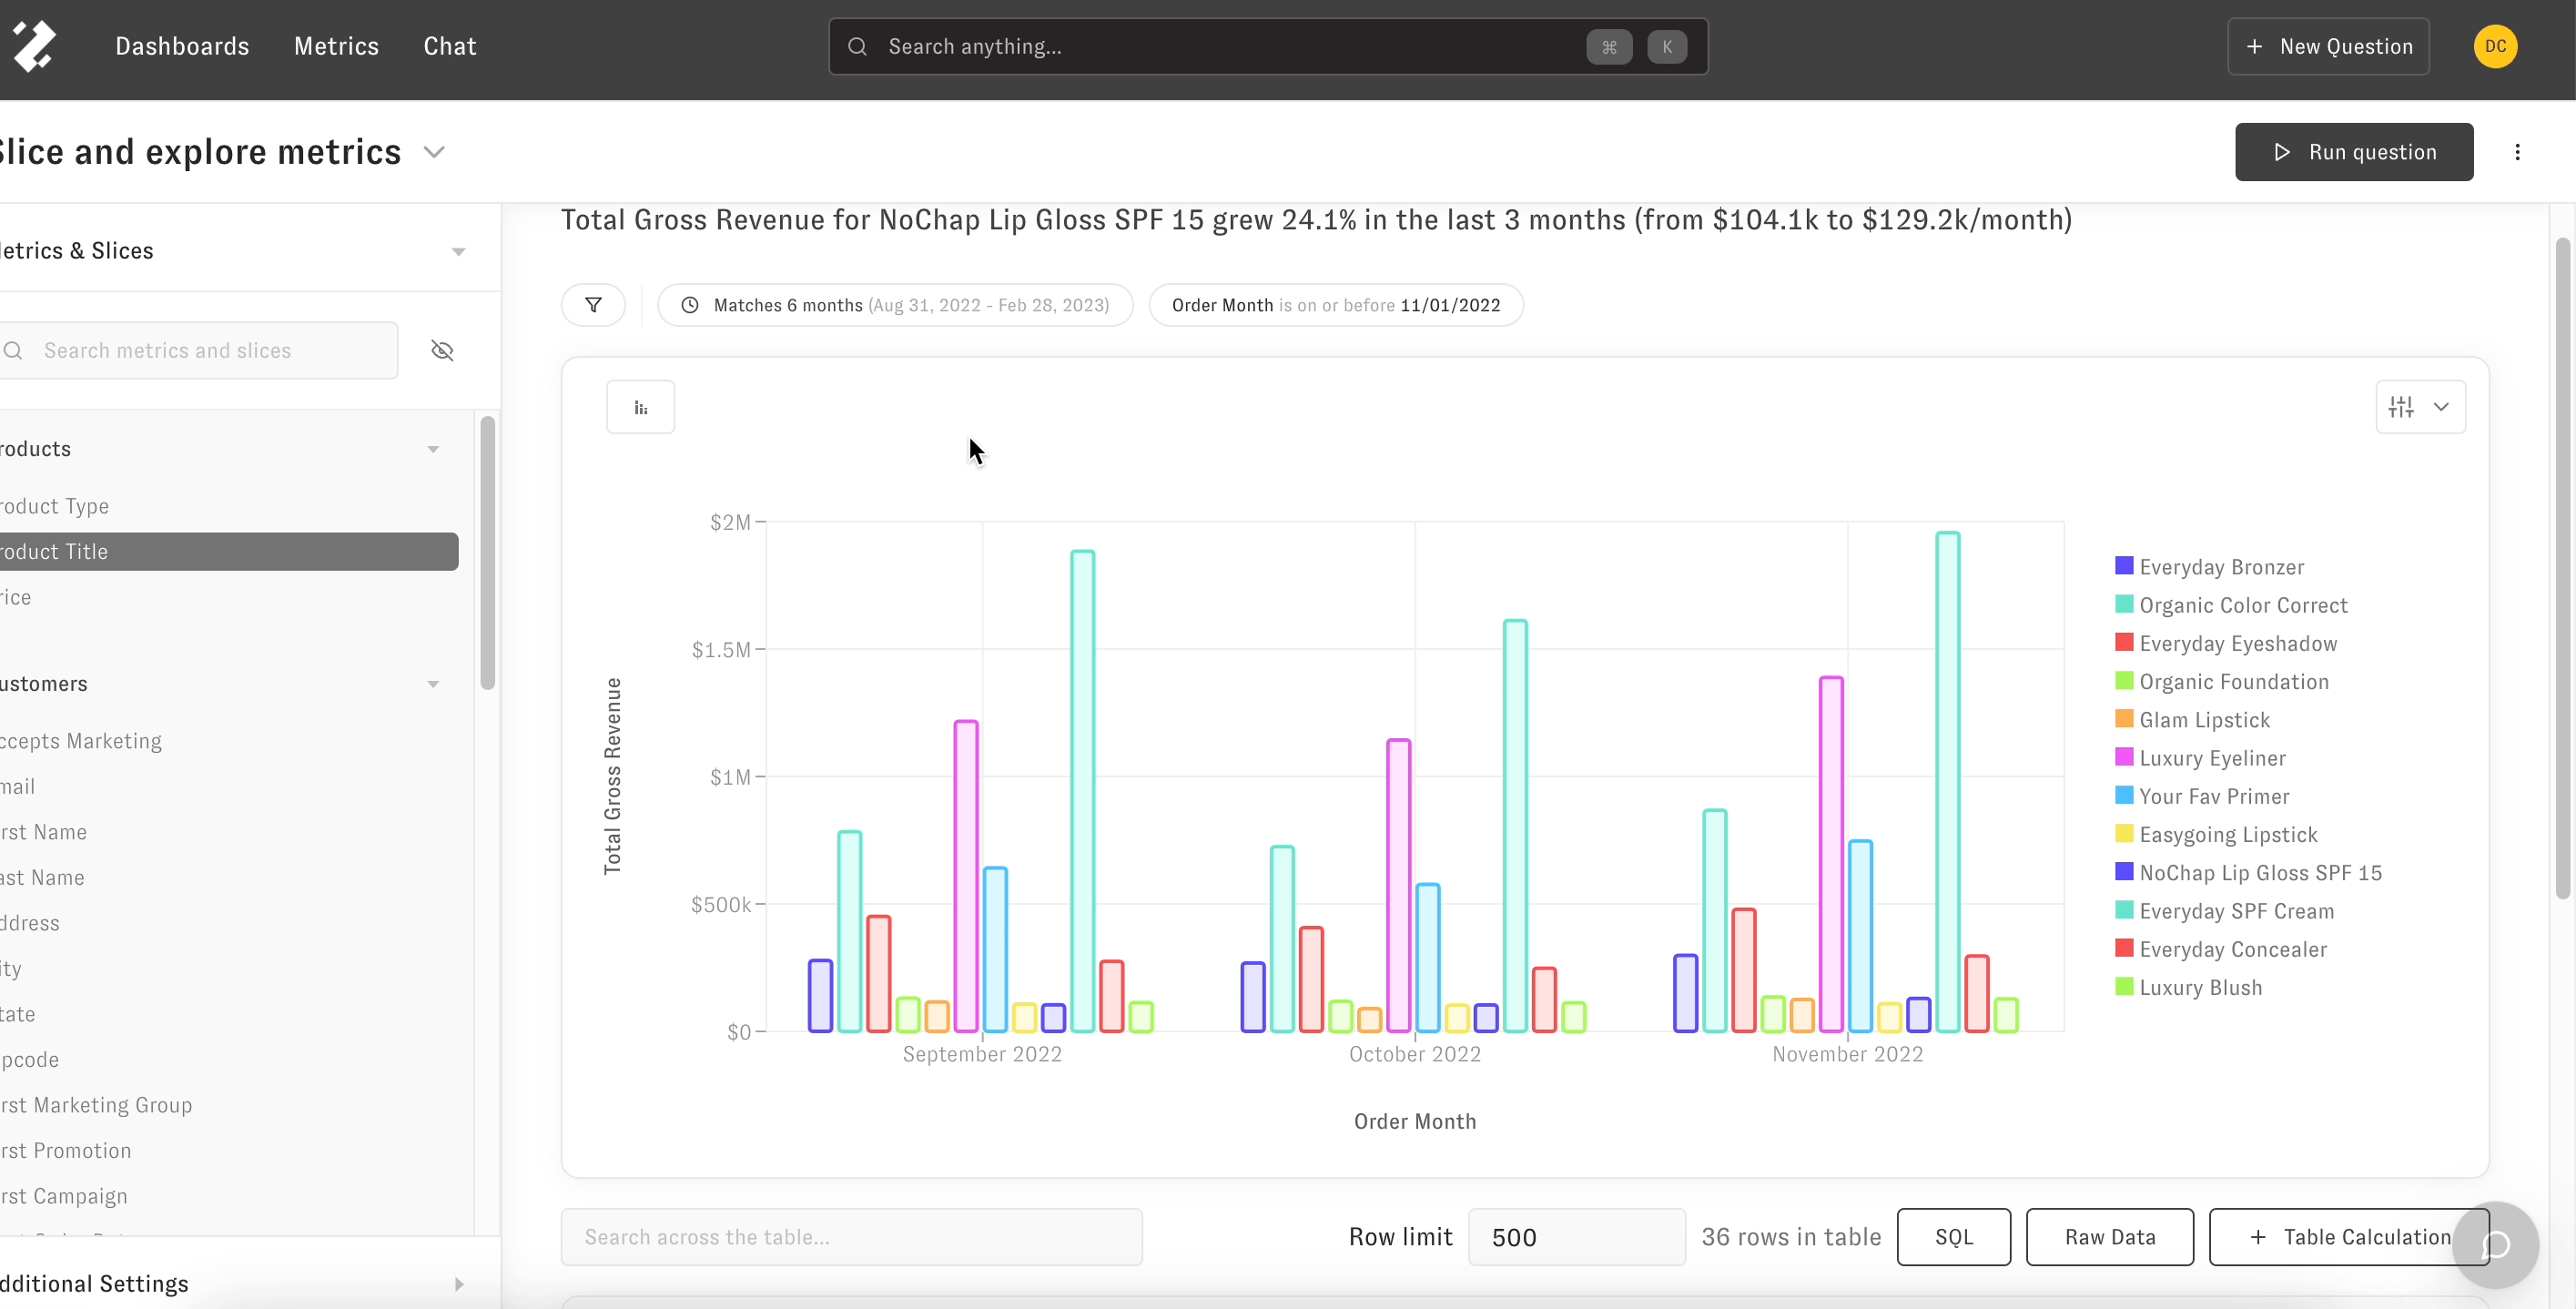 Dashboards Metrics Chat
Search anything...
⌘ K
+ New Question
DC
Slice and explore metrics
Run question
etrics & Slices
Total Gross Revenue for NoChap Lip Gloss SPF 15 grew 24.1% in the last 3 months (from $104.1k to $129.2k/month)
Matches 6 months (Aug 31, 2022 - Feb 28, 2023)
Order Month is on or before 11/01/2022
Search metrics and slices
roducts
roduct Type
roduct Title
rice
ustomers
ccepts Marketing
mail
rst Name
ast Name
ddress
ity
tate
pcode
rst Marketing Group
rst Promotion
rst Campaign
dditional Settings
Total Gross Revenue
$2M
$1.5M
$1M
$500k
$0
September 2022
October 2022
November 2022
Order Month
Everyday Bronzer
Organic Color Correct
Everyday Eyeshadow
Organic Foundation
Glam Lipstick
Luxury Eyeliner
Your Fav Primer
Easygoing Lipstick
NoChap Lip Gloss SPF 15
Everyday SPF Cream
Everyday Concealer
Luxury Blush
Search across the table...
Row limit 500
36 rows in table
SQL
Raw Data
+ Table Calculation